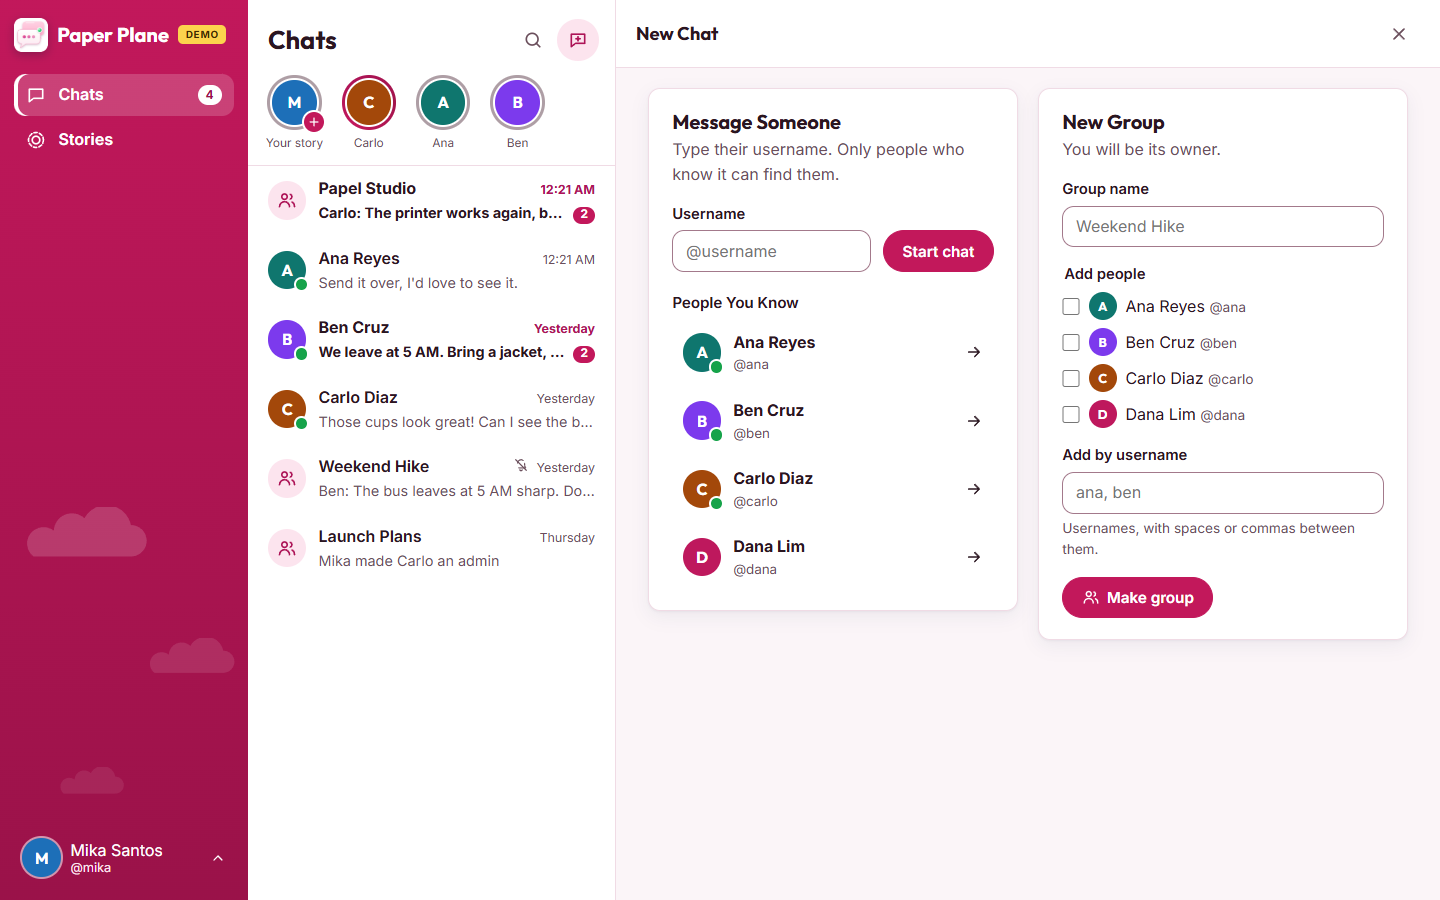 Paper Plane DEMO
Chats 4
Stories
Mika Santos
@mika
Chats
M
C
A
B
Your story
Carlo
Ana
Ben
Papel Studio 12:21 AM
Carlo: The printer works again, b... 2
A
Ana Reyes 12:21 AM
Send it over, I'd love to see it.
B
Ben Cruz Yesterday
We leave at 5 AM. Bring a jacket, ... 2
C
Carlo Diaz Yesterday
Those cups look great! Can I see the b...
Weekend Hike Yesterday
Ben: The bus leaves at 5 AM sharp. Do...
Launch Plans Thursday
Mika made Carlo an admin
New Chat
Message Someone
Type their username. Only people who
know it can find them.
Username
@username Start chat
People You Know
A
Ana Reyes
@ana
B
Ben Cruz
@ben
C
Carlo Diaz
@carlo
D
Dana Lim
@dana
New Group
You will be its owner.
Group name
Weekend Hike
Add people
A Ana Reyes @ana
B Ben Cruz @ben
C Carlo Diaz @carlo
D Dana Lim @dana
Add by username
ana, ben
Usernames, with spaces or commas between
them.
Make group
M